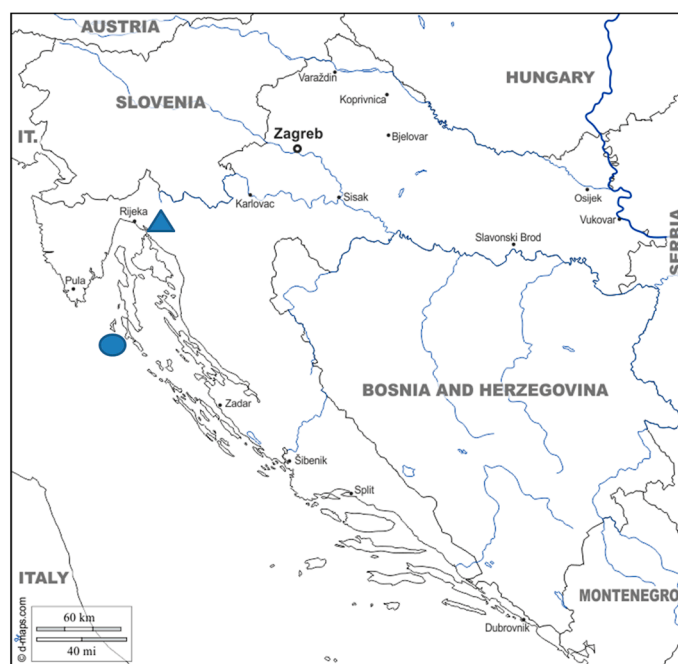 AUSTRIA
Varaždin
HUNGARY
Koprivnica
SLOVENIA
IT.
Zagreb
Bjelovar
Karlovac
Sisak
Osijek
Rijeka
Vukovar
Slavonski Brod
SERBIA
Pula
BOSNIA AND HERZEGOVINA
Zadar
Šibenik
Split
ITALY
MONTENEGRO
60 km
40 mi
Dubrovnik
© d-maps.com